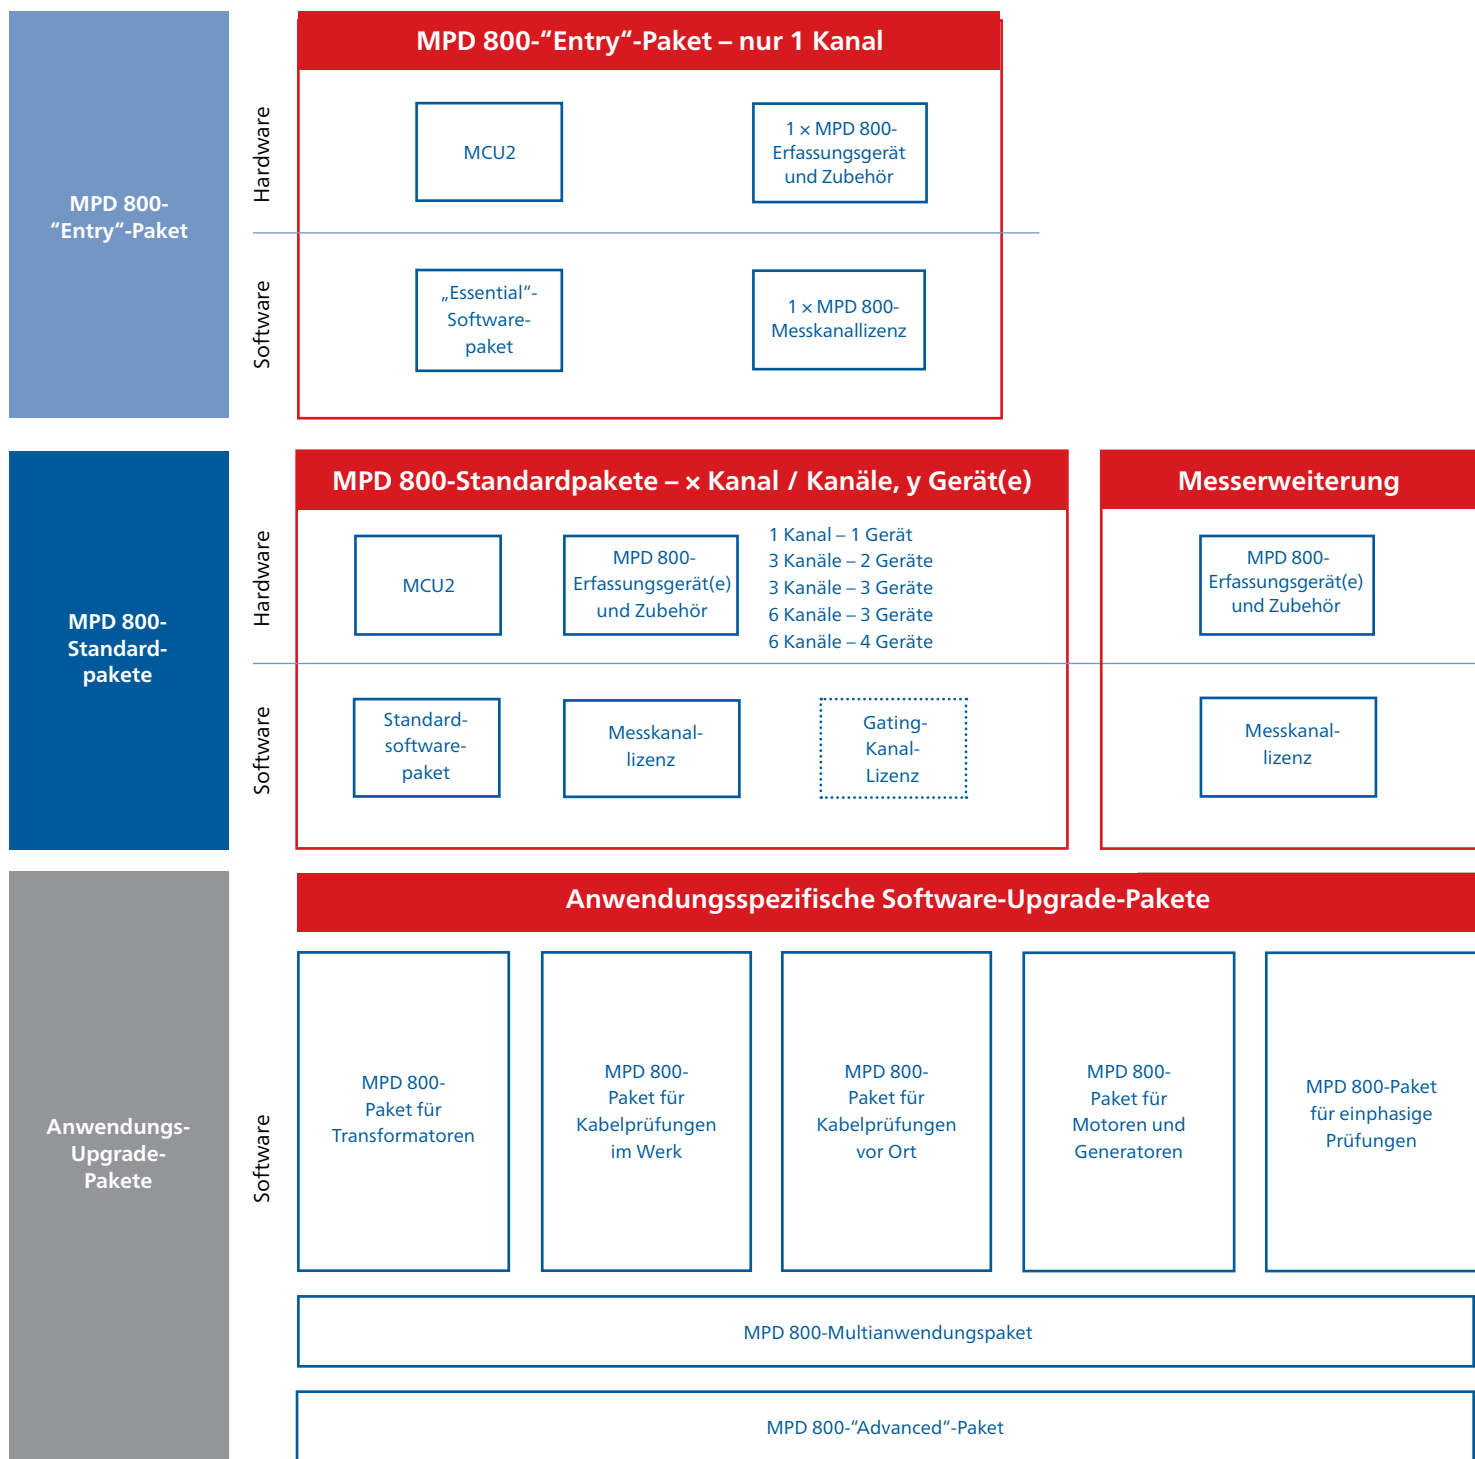 MPD 800-
“Entry“-Paket
MPD 800-“Entry“-Paket – nur 1 Kanal
Hardware
MCU2
1 × MPD 800-
Erfassungsgerät
und Zubehör
Software
„Essential“-
Software-
paket
1 × MPD 800-
Messkanallizenz
MPD 800-
Standard-
pakete
MPD 800-Standardpakete – × Kanal / Kanäle, y Gerät(e)
Hardware
MCU2
MPD 800-
Erfassungsgerät(e)
und Zubehör
1 Kanal – 1 Gerät
3 Kanäle – 2 Geräte
3 Kanäle – 3 Geräte
6 Kanäle – 3 Geräte
6 Kanäle – 4 Geräte
Software
Standard-
software-
paket
Messkanal-
lizenz
Gating-
Kanal-
Lizenz
Messerweiterung
MPD 800-
Erfassungsgerät(e)
und Zubehör
Messkanal-
lizenz
Anwendungs-
Upgrade-
Pakete
Anwendungsspezifische Software-Upgrade-Pakete
Software
MPD 800-
Paket für
Transformatoren
MPD 800-
Paket für
Kabelprüfungen
im Werk
MPD 800-
Paket für
Kabelprüfungen
vor Ort
MPD 800-
Paket für
Motoren und
Generatoren
MPD 800-Paket
für einphasige
Prüfungen
MPD 800-Multianwendungspaket
MPD 800-“Advanced“-Paket